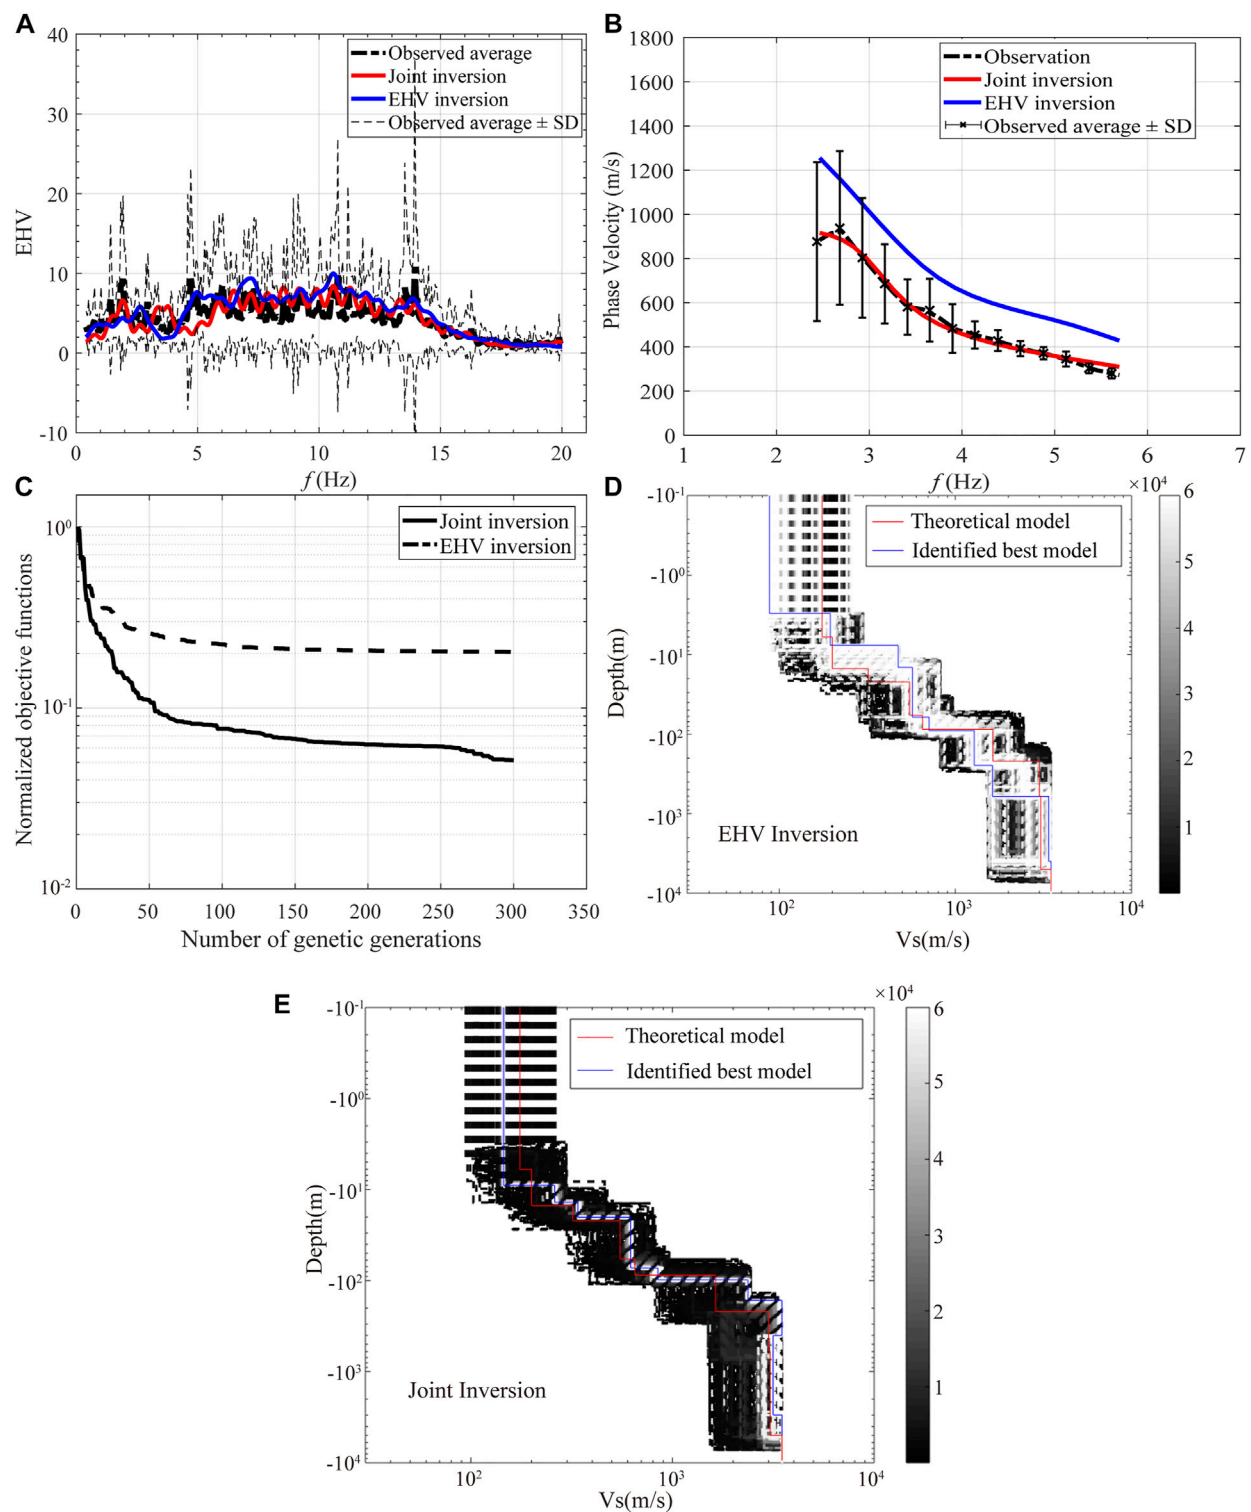 A
EHV
40
30
20
10
0
-10
Observed average
Joint inversion
EHV inversion
Observed average ± SD
0 5 10 15 20
f (Hz)
B
Phase Velocity (m/s)
1800
1600
1400
1200
1000
800
600
400
200
0
Observation
Joint inversion
EHV inversion
Observed average ± SD
1 2 3 4 5 6 7
f (Hz)
C
Normalized objective functions
10^0
10^-1
10^-2
Joint inversion
EHV inversion
0 50 100 150 200 250 300 350
Number of genetic generations
D
Depth(m)
-10^-1
-10^0
-10^1
-10^2
-10^3
-10^4
Theoretical model
Identified best model
EHV Inversion
10^2 10^3 10^4
Vs(m/s)
×10^4
6
5
4
3
2
1
E
Depth(m)
-10^-1
-10^0
-10^1
-10^2
-10^3
-10^4
Theoretical model
Identified best model
Joint Inversion
10^2 10^3 10^4
Vs(m/s)
×10^4
6
5
4
3
2
1